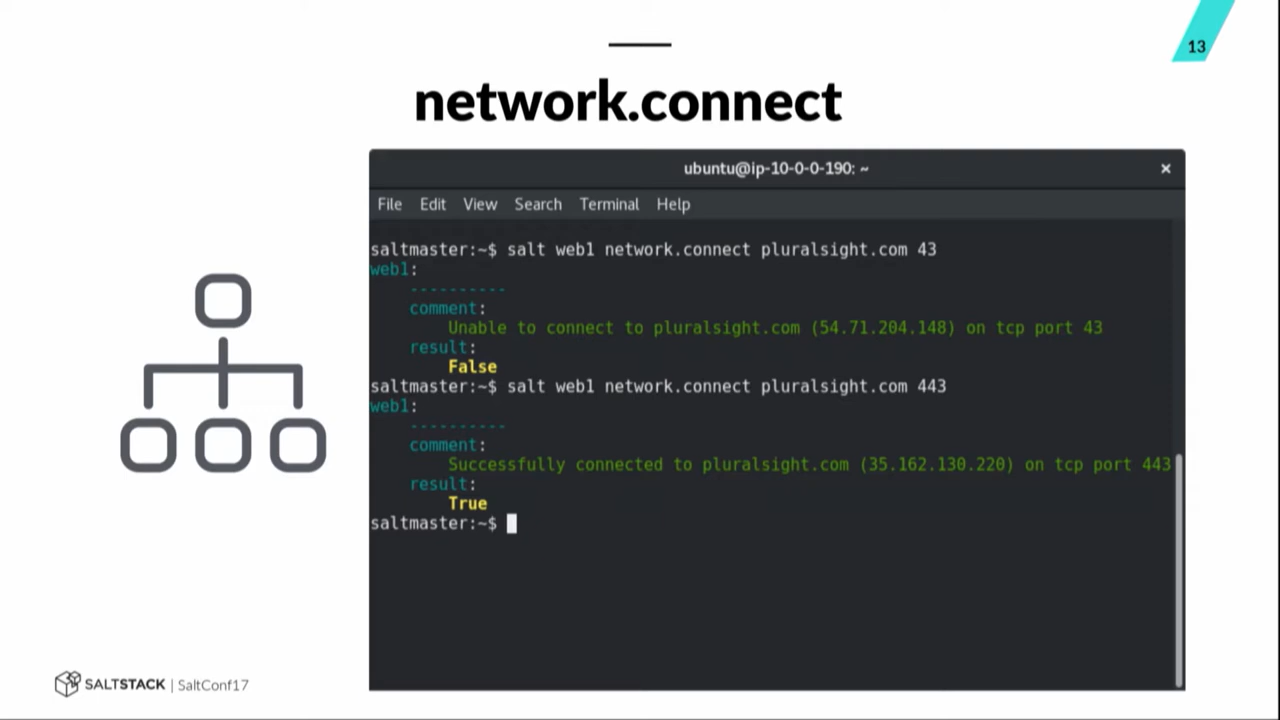 13
network.connect
ubuntu@ip-10-0-0-190: ~ ×
File Edit View Search Terminal Help
saltmaster:~$ salt web1 network.connect pluralsight.com 43
web1:
----------
comment:
Unable to connect to pluralsight.com (54.71.204.148) on tcp port 43
result:
False
saltmaster:~$ salt web1 network.connect pluralsight.com 443
web1:
----------
comment:
Successfully connected to pluralsight.com (35.162.130.220) on tcp port 443
result:
True
saltmaster:~$
SALTSTACK | SaltConf17